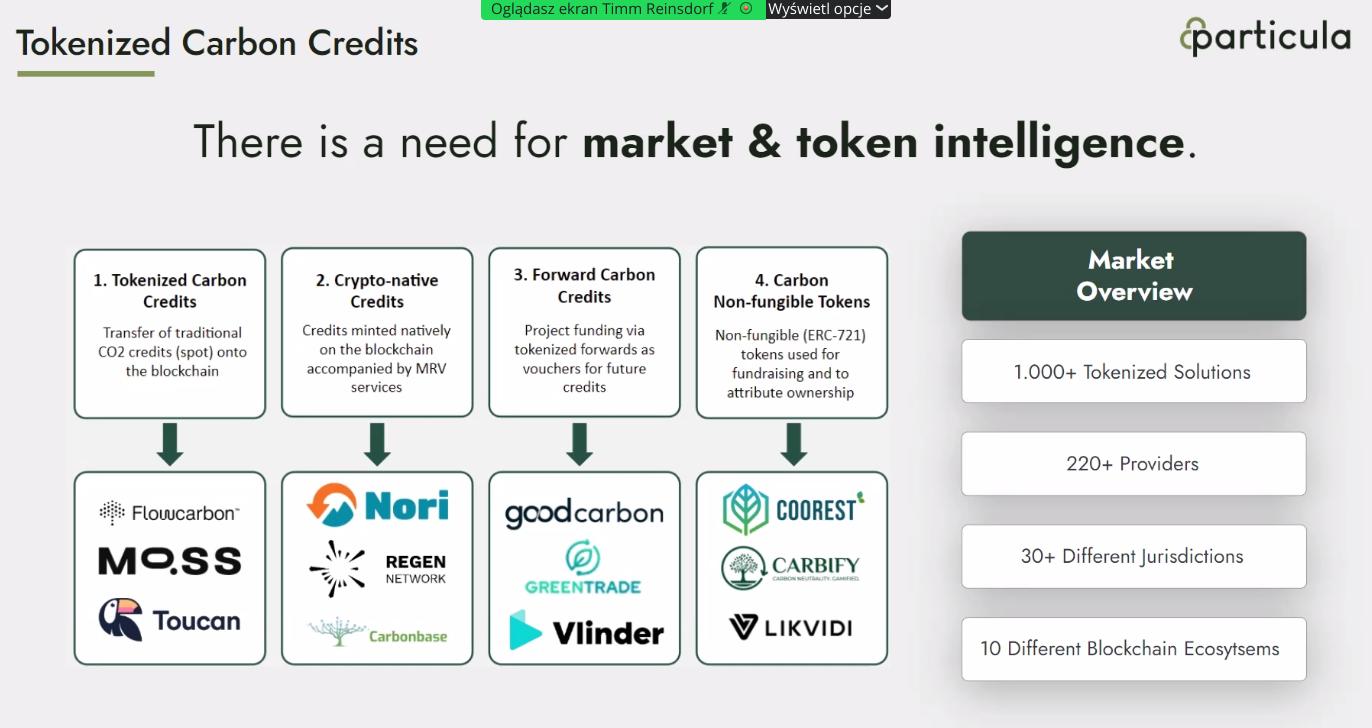 Oglądasz ekran Timm Reinsdorf
Wyświetl opcje
Tokenized Carbon Credits
particula
There is a need for market & token intelligence.
1. Tokenized Carbon
Credits
Transfer of traditional
CO2 credits (spot) onto
the blockchain
2. Crypto-native
Credits
Credits minted natively
on the blockchain
accompanied by MRV
services
3. Forward Carbon
Credits
Project funding via
tokenized forwards as
vouchers for future
credits
4. Carbon
Non-fungible Tokens
Non-fungible (ERC-721)
tokens used for
fundraising and to
attribute ownership
Flowcarbon™
MOSS
Toucan
Nori
REGEN
NETWORK
Carbonbase
goodcarbon
GREENTRADE
Vlinder
COOREST
CARBIFY
CARBON NEUTRALITY. GAMIFIED.
LIKVIDI
Market
Overview
1.000+ Tokenized Solutions
220+ Providers
30+ Different Jurisdictions
10 Different Blockchain Ecosytsems